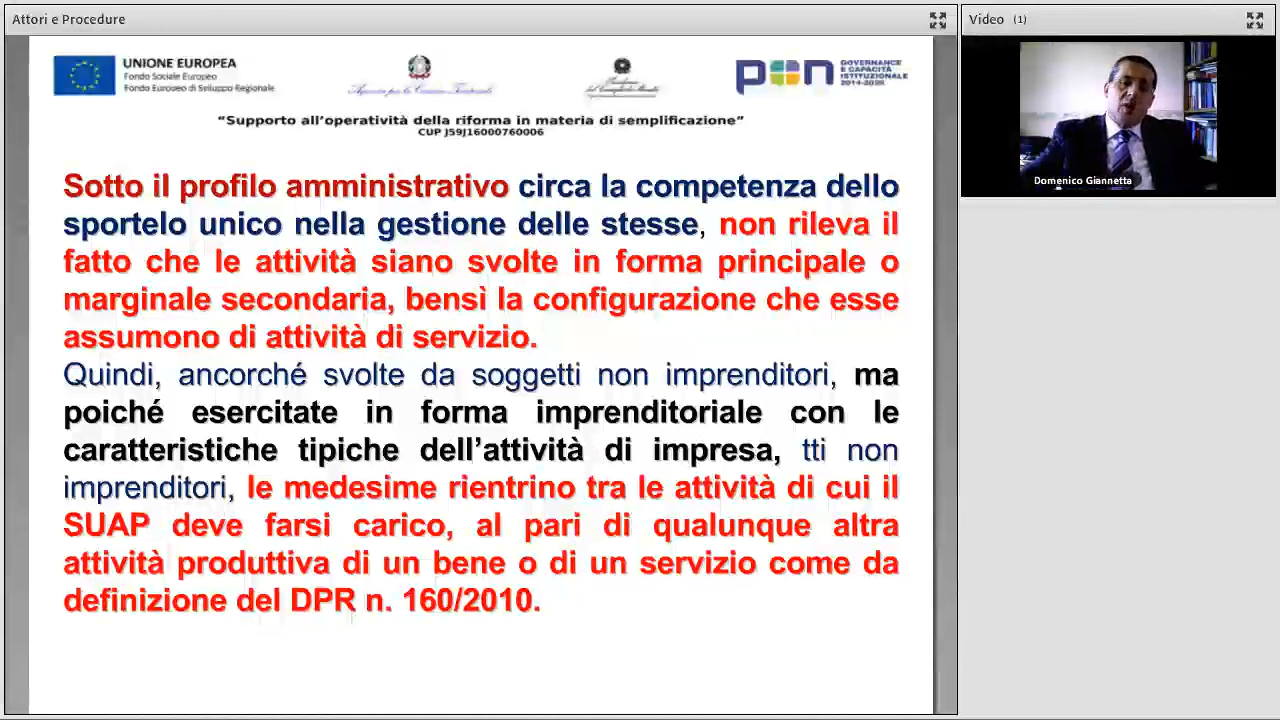 Attori e Procedure
Video (1)
UNIONE EUROPEA
Fondo Sociale Europeo
Fondo Europeo di Sviluppo Regionale
pon
GOVERNANCE
E CAPACITÀ
ISTITUZIONALE
2014-2020
“Supporto all’operatività della riforma in materia di semplificazione”
CUP J59J16000760006
Domenico Giannetta
Sotto il profilo amministrativo circa la competenza dello
sportelo unico nella gestione delle stesse, non rileva il
fatto che le attività siano svolte in forma principale o
marginale secondaria, bensì la configurazione che esse
assumono di attività di servizio.
Quindi, ancorché svolte da soggetti non imprenditori, ma
poiché esercitate in forma imprenditoriale con le
caratteristiche tipiche dell’attività di impresa, tti non
imprenditori, le medesime rientrino tra le attività di cui il
SUAP deve farsi carico, al pari di qualunque altra
attività produttiva di un bene o di un servizio come da
definizione del DPR n. 160/2010.